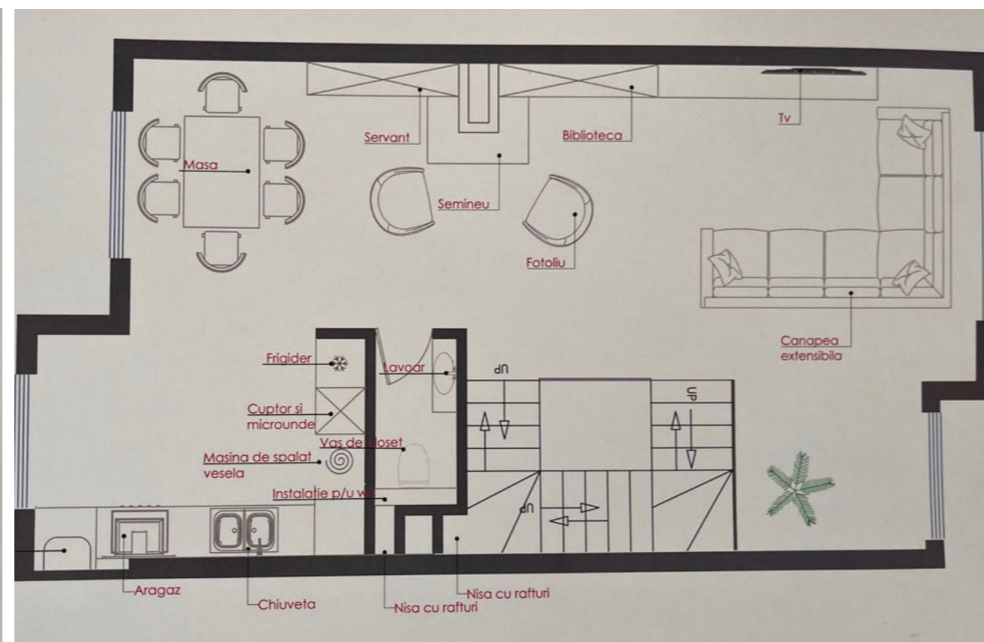 Servant
Biblioteca
Tv
Masa
Semineu
Fotoliu
Canapea
extensibila
Frigider
Lavoar
Cuptor si
microunde
UP
UP
Vas de closet
Masina de spalat
vesela
Instalatie p/u wc
UP
Aragaz
Chiuveta
Nisa cu rafturi
Nisa cu rafturi